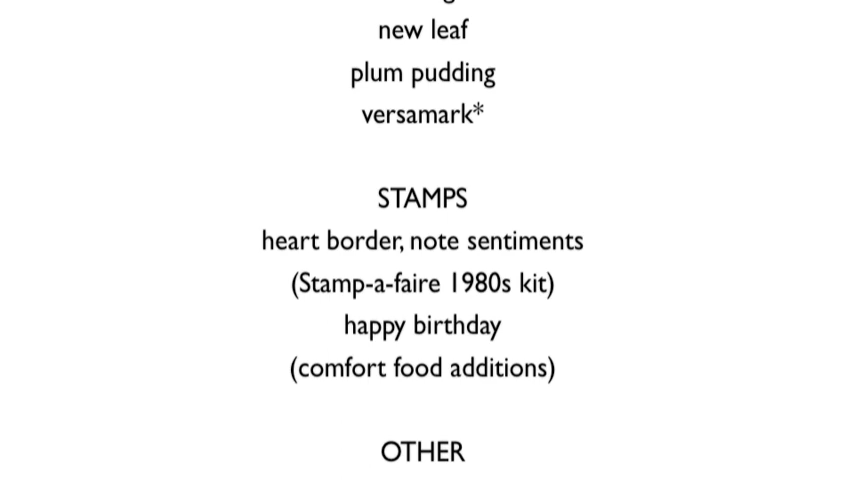 new leaf
plum pudding
versamark*
STAMPS
heart border, note sentiments
(Stamp-a-faire 1980s kit)
happy birthday
(comfort food additions)
OTHER